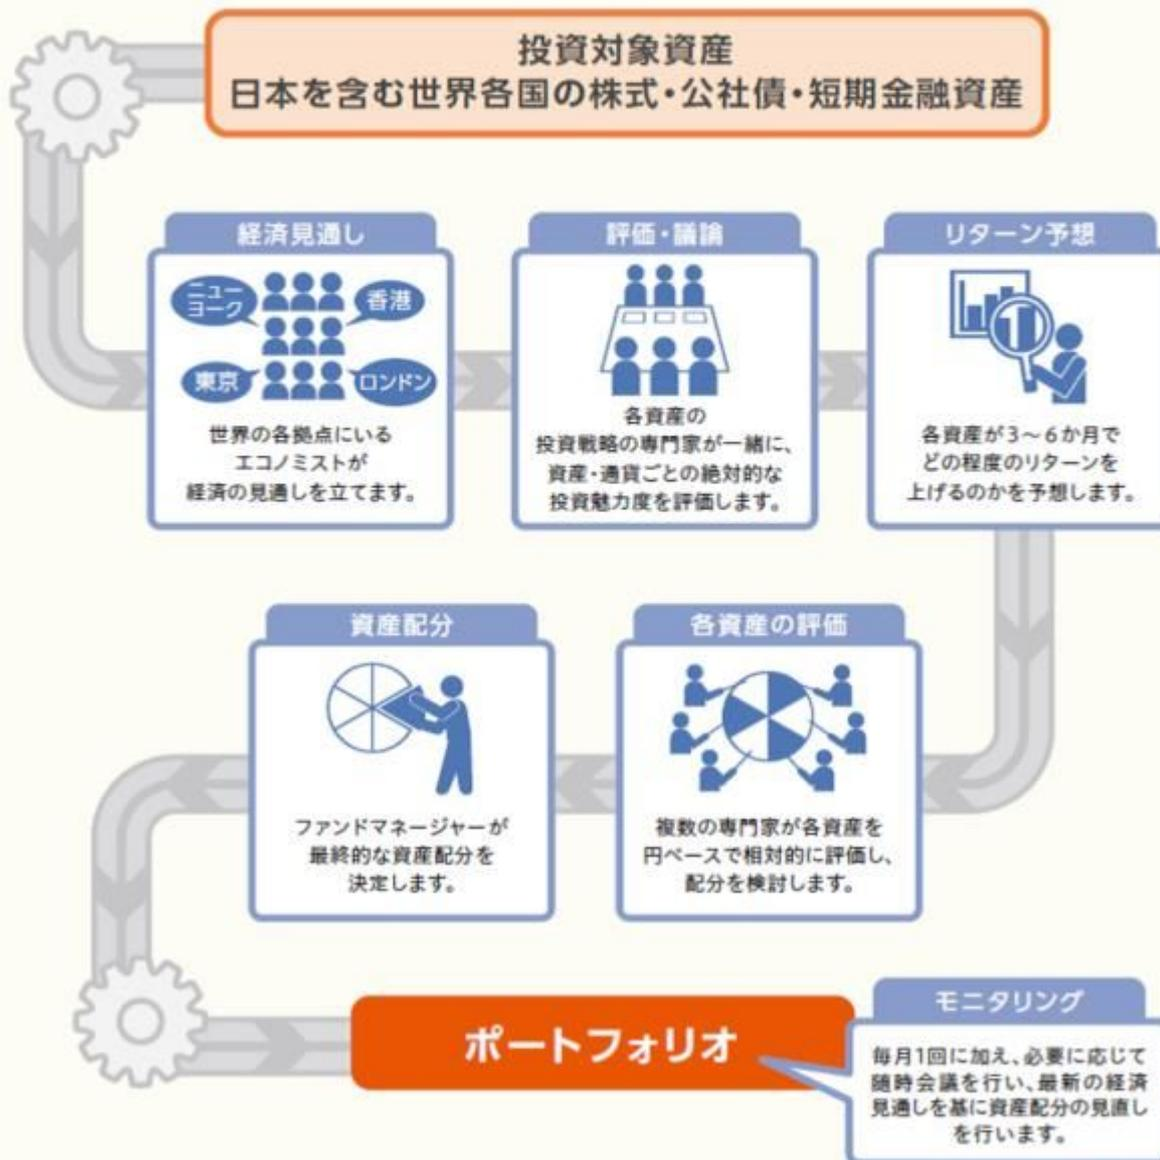 投資対象資産
日本を含む世界各国の株式・公社債・短期金融資産
経済見通し
ニュー
ヨーク
香港
東京
ロンドン
世界の各拠点にいる
エコノミストが
経済の見通しを立てます。
評価・議論
各資産の
投資戦略の専門家が一緒に、
資産・通貨ごとの絶対的な
投資魅力度を評価します。
リターン予想
各資産が3～6か月で
どの程度のリターンを
上げるのかを予想します。
各資産の評価
複数の専門家が各資産を
円ベースで相対的に評価し、
配分を検討します。
資産配分
ファンドマネージャーが
最終的な資産配分を
決定します。
ポートフォリオ
モニタリング
毎月1回に加え、必要に応じて
随時会議を行い、最新の経済
見通しを基に資産配分の見直し
を行います。